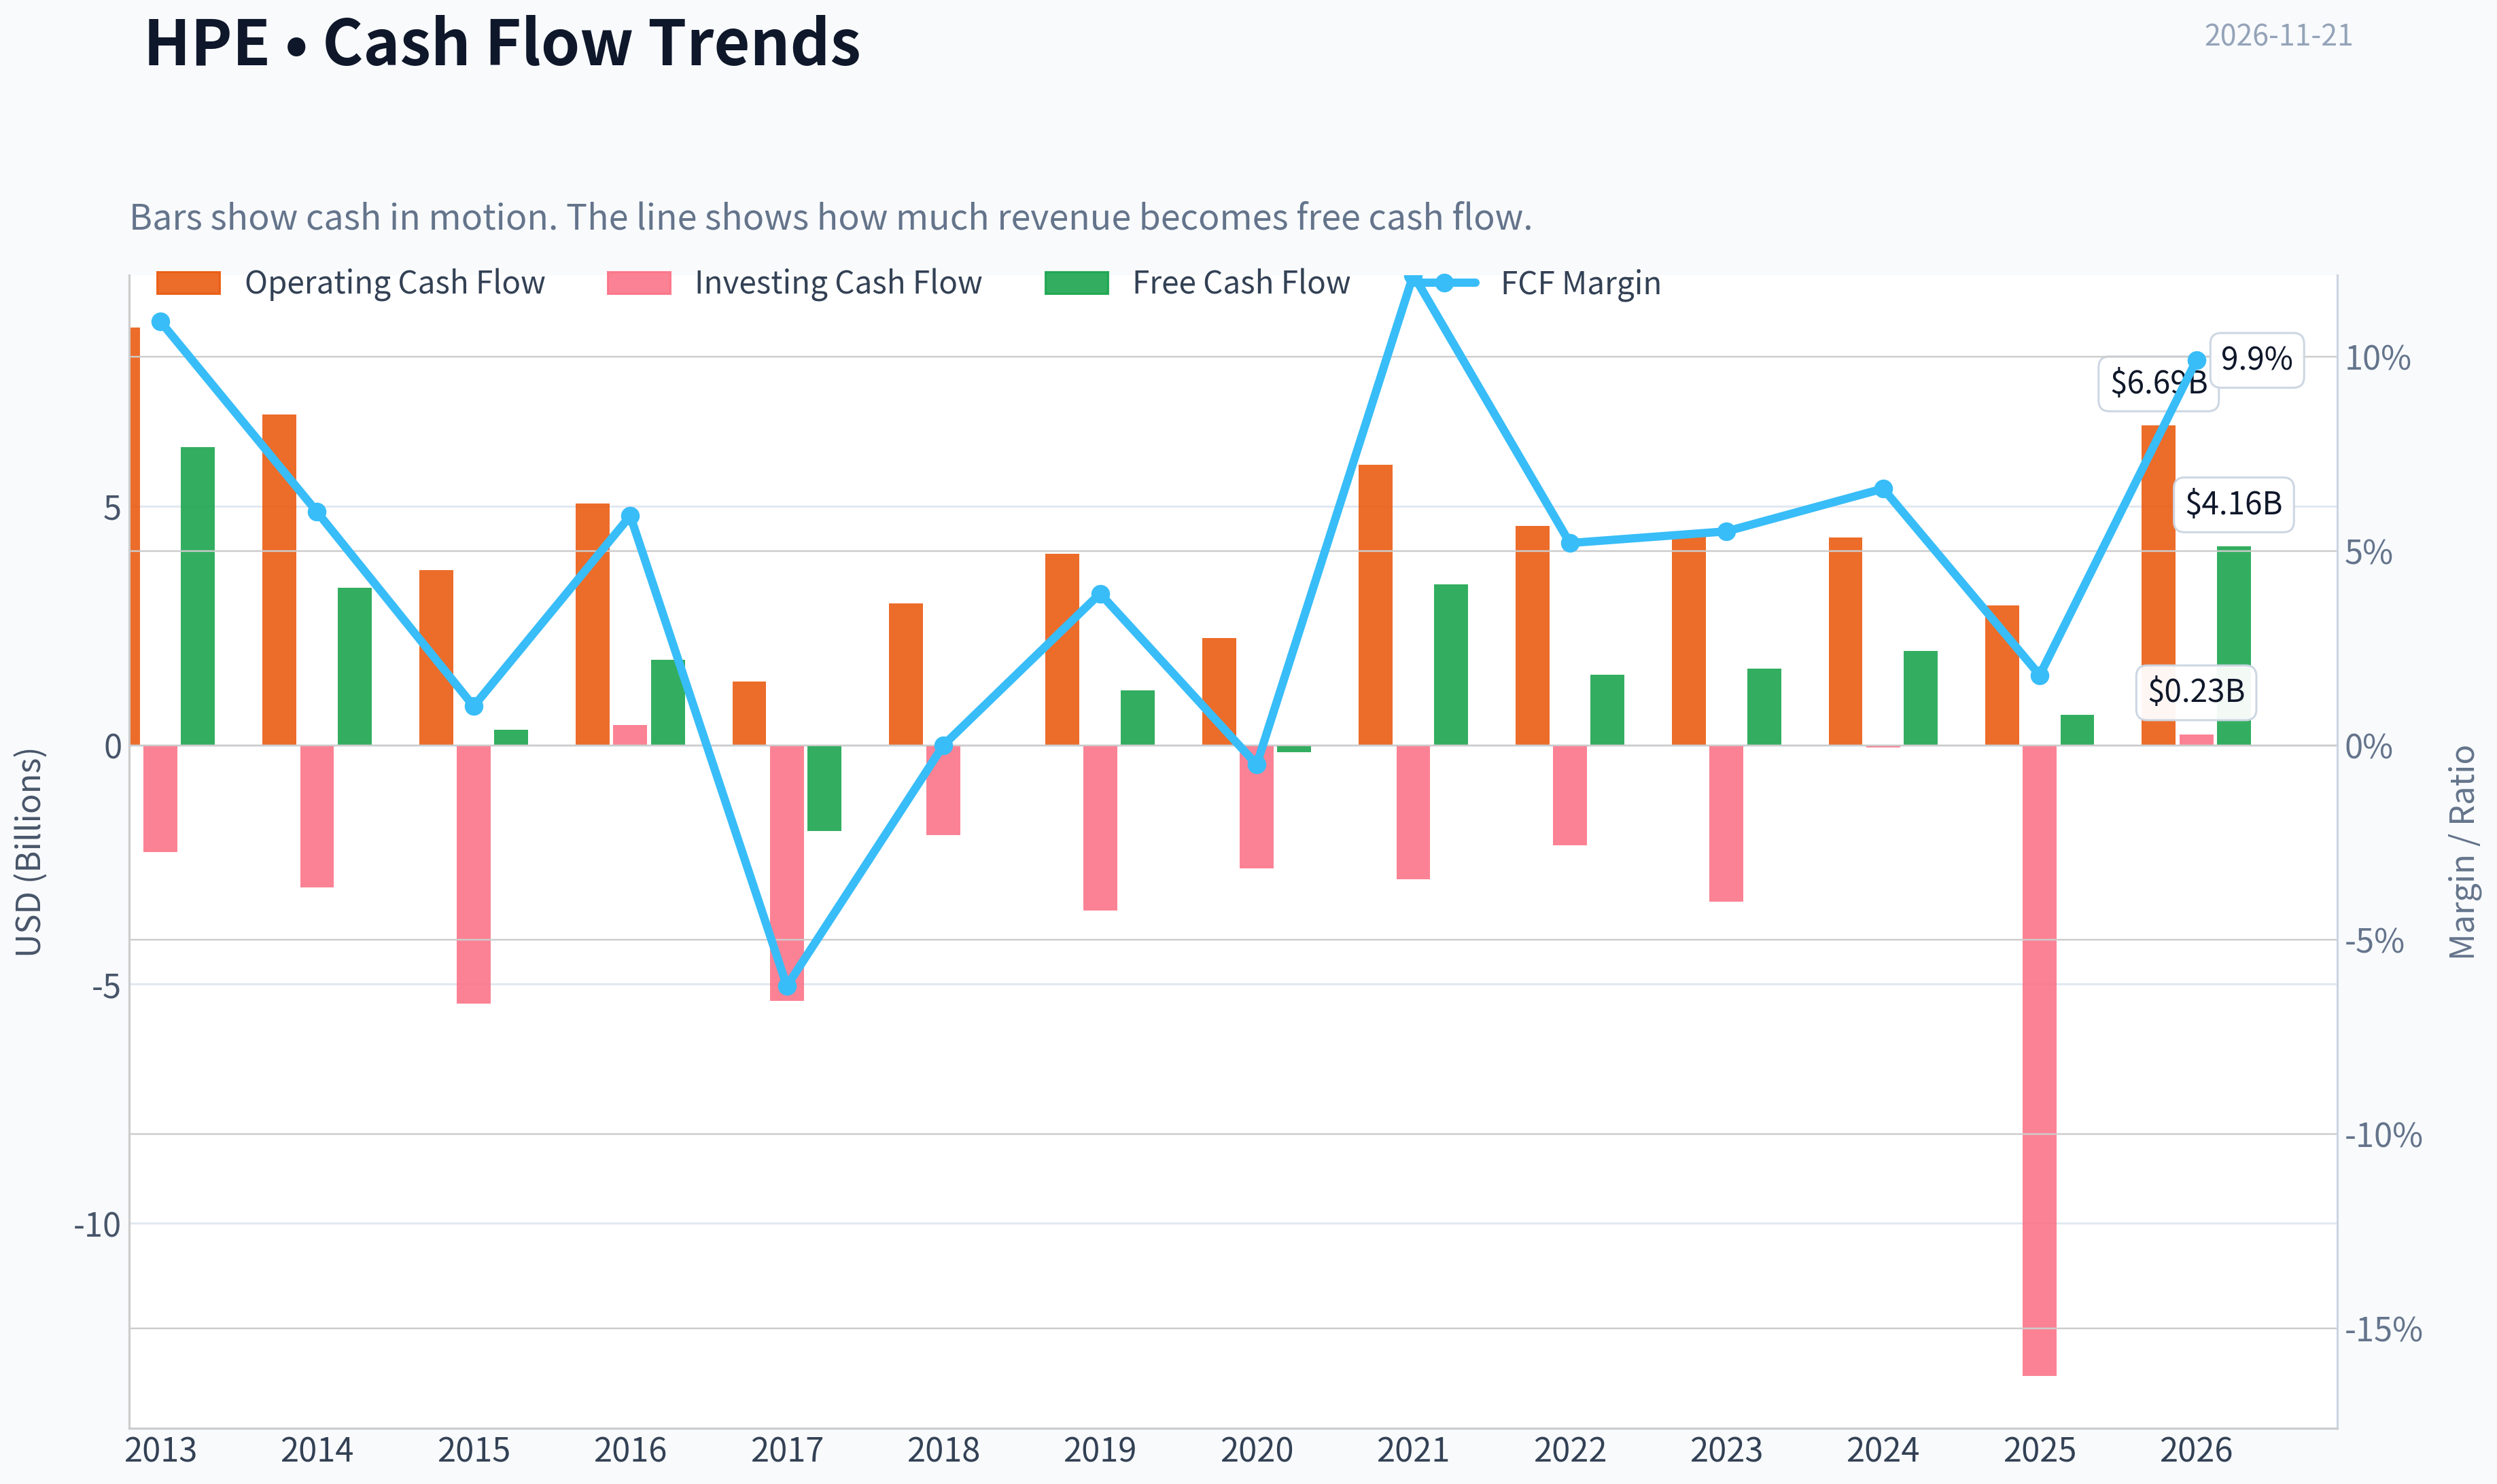 HPE • Cash Flow Trends
2026-11-21
Bars show cash in motion. The line shows how much revenue becomes free cash flow.
Operating Cash Flow
Investing Cash Flow
Free Cash Flow
FCF Margin
USD (Billions)
5
0
-5
-10
10%
5%
0%
-5%
-10%
-15%
Margin / Ratio
$6.69B
9.9%
$4.16B
$0.23B
2013 2014 2015 2016 2017 2018 2019 2020 2021 2022 2023 2024 2025 2026